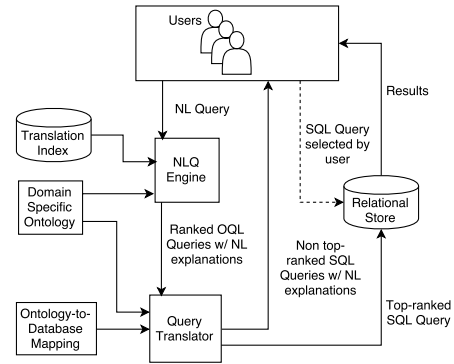 Users
NL Query
Results
Translation
Index
SQL Query
selected by
user
NLQ
Engine
Domain
Specific
Ontology
Relational
Store
Ranked OQL
Queries w/ NL
explanations
Non top-
ranked SQL
Queries w/ NL
explanations
Ontology-to-
Database
Mapping
Query
Translator
Top-ranked
SQL Query